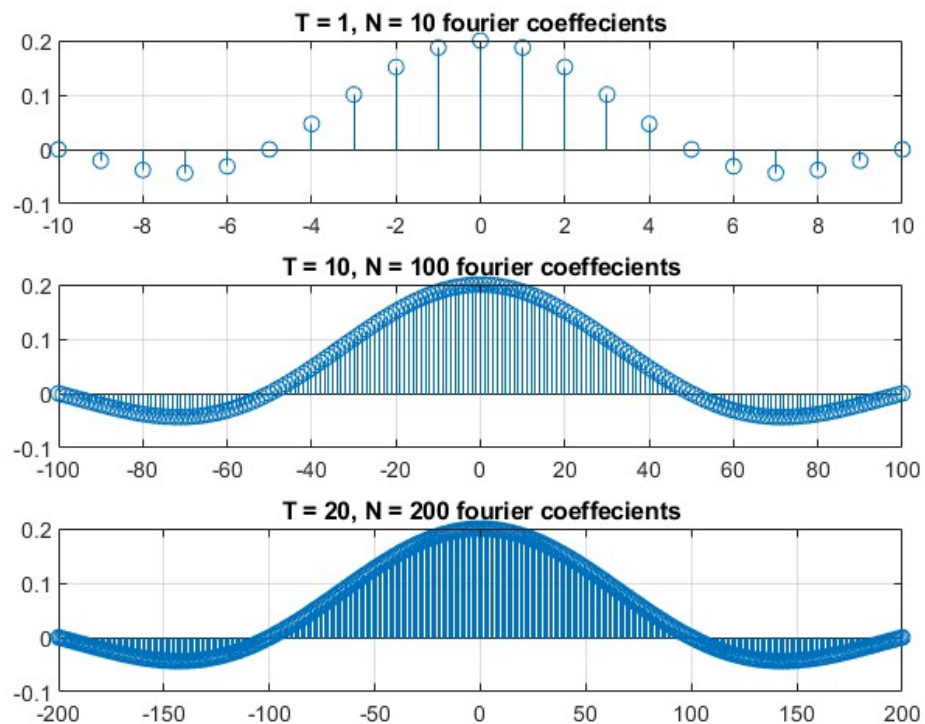 T = 1, N = 10 fourier coeffecients
0.2
0.1
0
-0.1
-10 -8 -6 -4 -2 0 2 4 6 8 10
T = 10, N = 100 fourier coeffecients
0.2
0.1
0
-0.1
-100 -80 -60 -40 -20 0 20 40 60 80 100
T = 20, N = 200 fourier coeffecients
0.2
0.1
0
-0.1
-200 -150 -100 -50 0 50 100 150 200